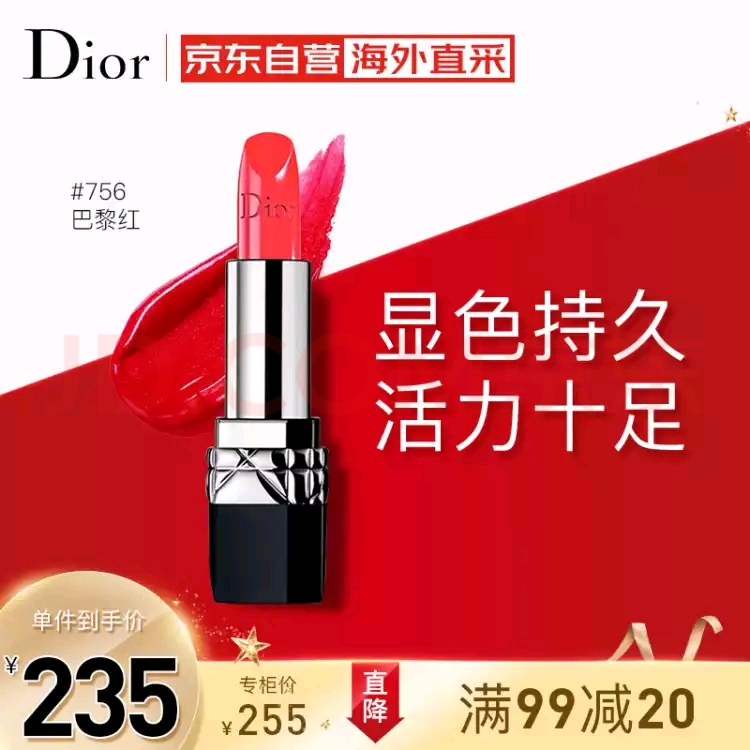 Dior
京东自营 海外直采
#756
巴黎红
Dior
显色持久
活力十足
单件到手价
¥235
专柜价
¥255
直降
满99减20